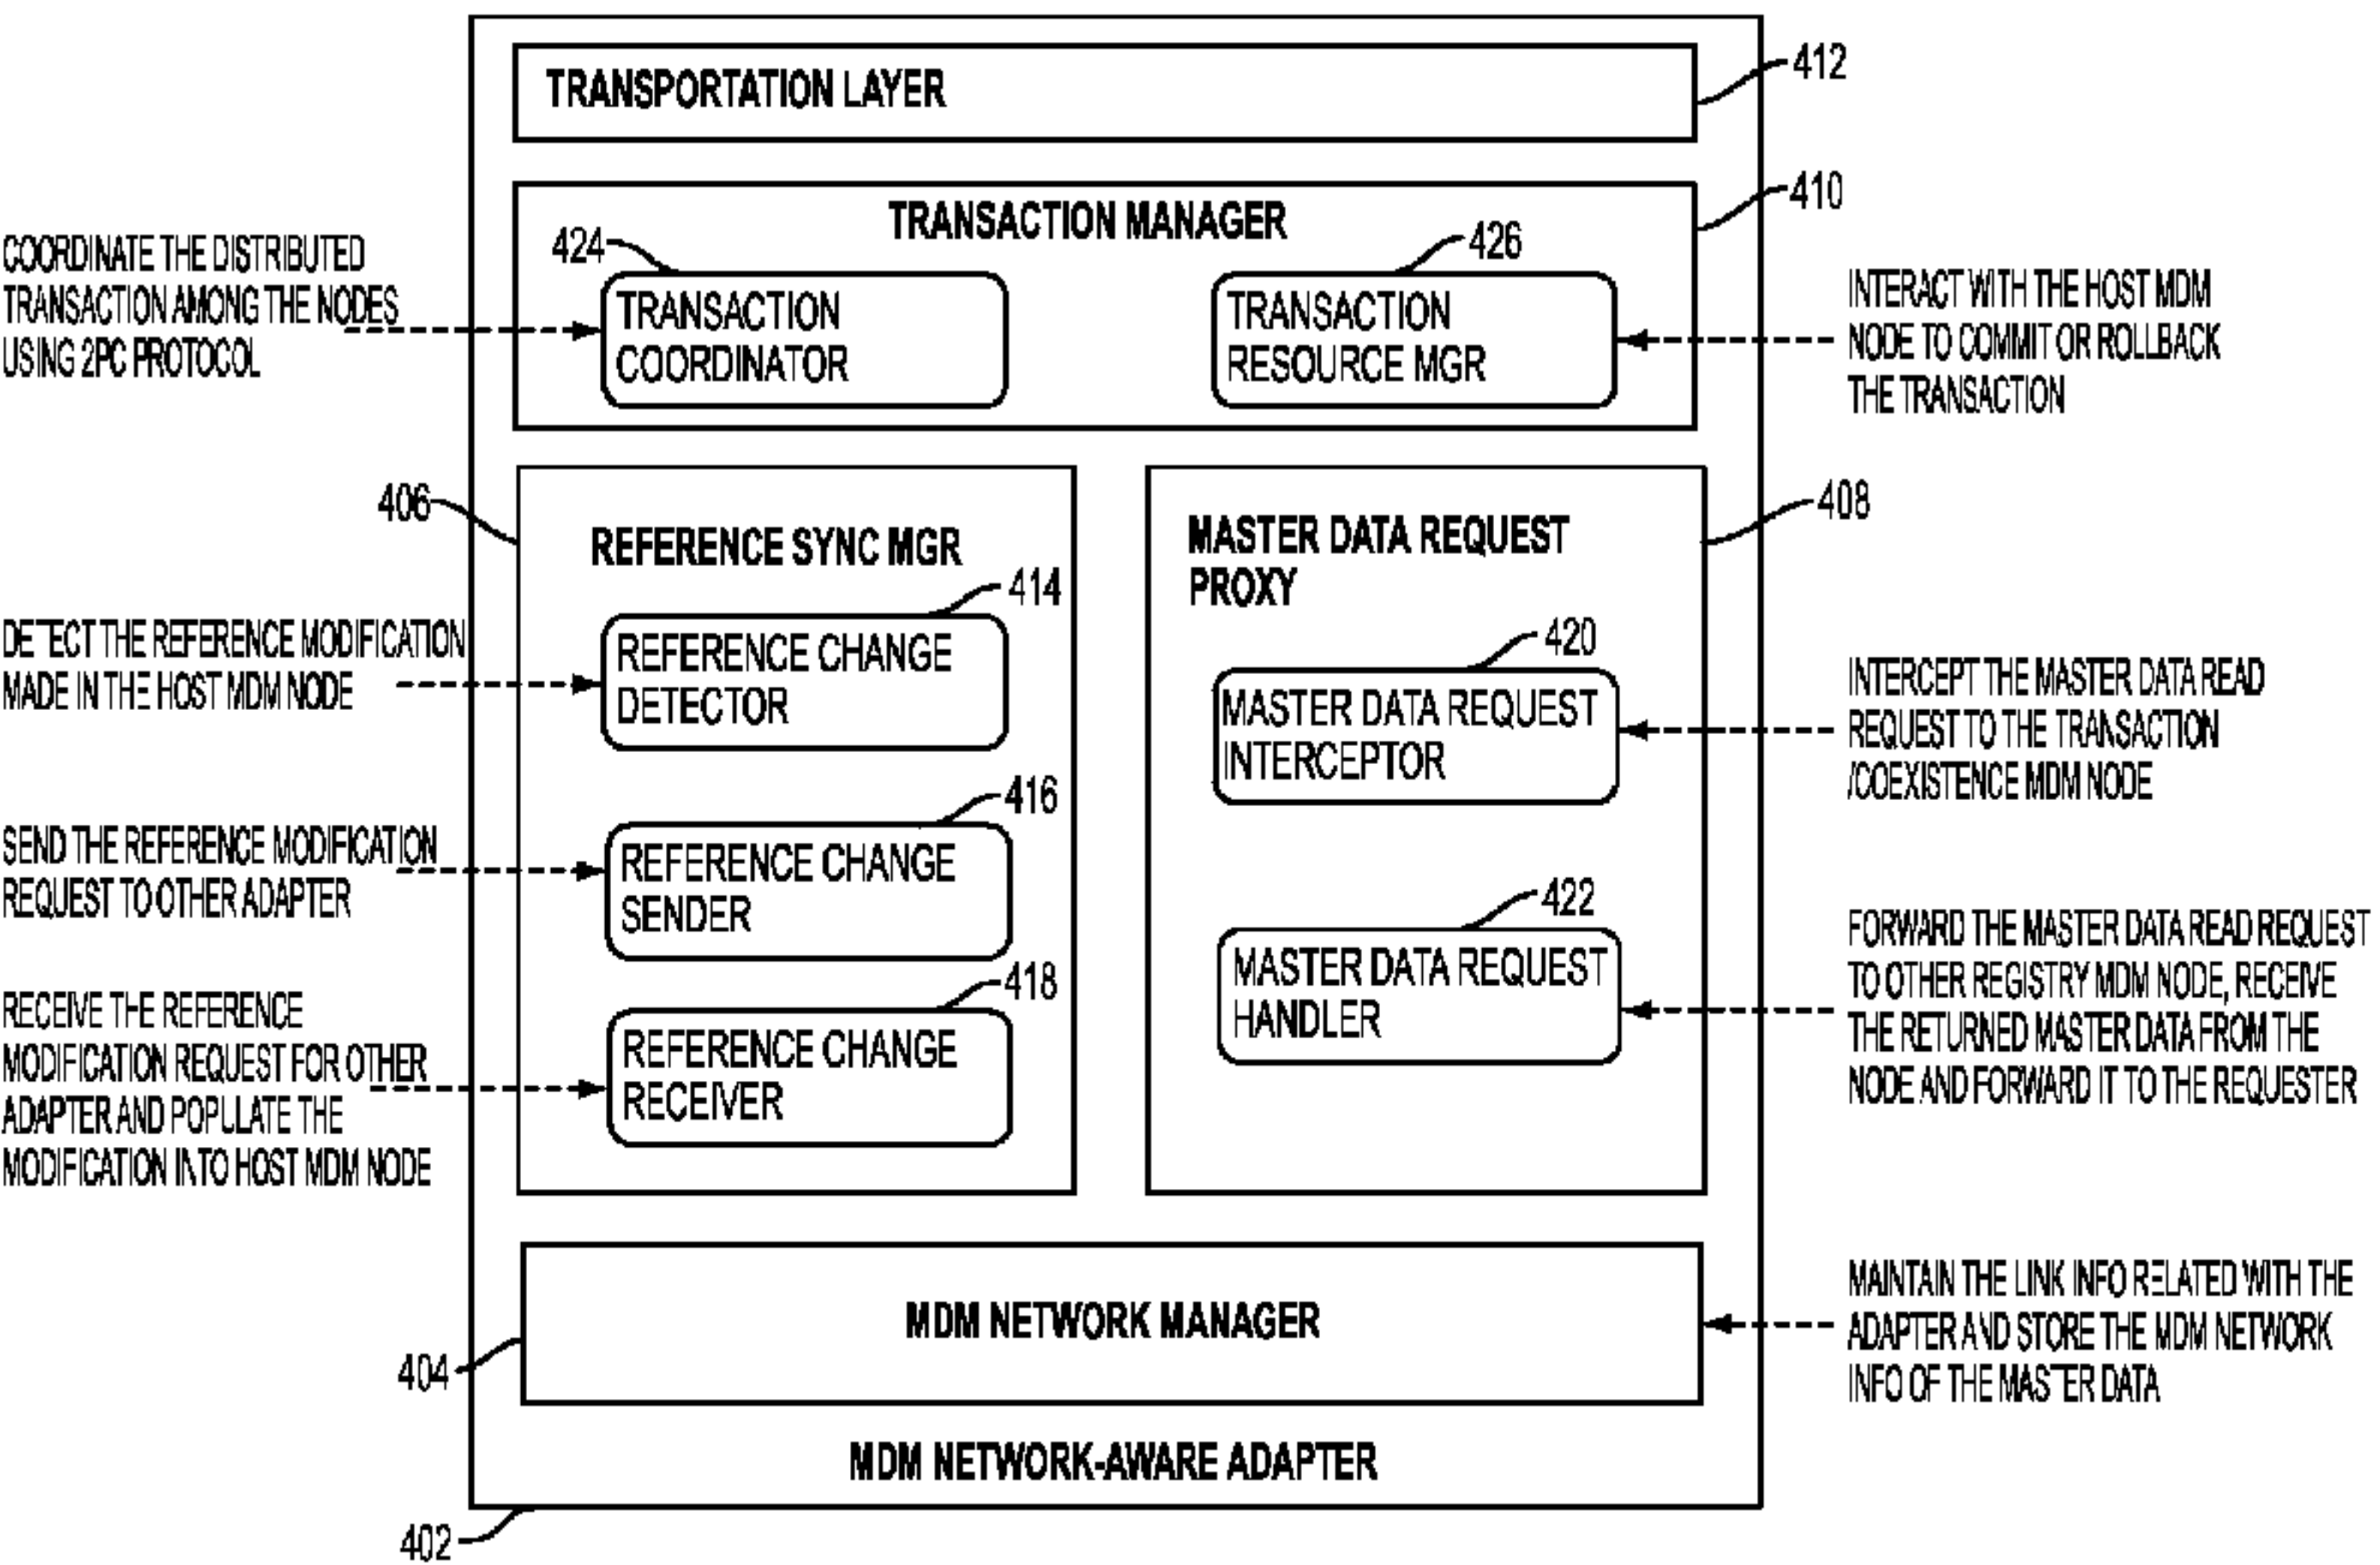 TRANSPORTATION LAYER
412
410
TRANSACTION MANAGER
424
426
COORDINATE THE DISTRIBUTED
TRANSACTION AMONG THE NODES
USING 2PC PROTOCOL
TRANSACTION
COORDINATOR
TRANSACTION
RESOURCE MGR
INTERACT WITH THE HOST MDM
NODE TO COMMIT OR ROLLBACK
THE TRANSACTION
406
408
REFERENCE SYNC MGR
MASTER DATA REQUEST
PROXY
414
DETECT THE REFERENCE MODIFICATION
MADE IN THE HOST MDM NODE
REFERENCE CHANGE
DETECTOR
420
MASTER DATA REQUEST
INTERCEPTOR
INTERCEPT THE MASTER DATA READ
REQUEST TO THE TRANSACTION
/COEXISTENCE MDM NODE
416
SEND THE REFERENCE MODIFICATION
REQUEST TO OTHER ADAPTER
REFERENCE CHANGE
SENDER
422
MASTER DATA REQUEST
HANDLER
FORWARD THE MASTER DATA READ REQUEST
TO OTHER REGISTRY MDM NODE, RECEIVE
THE RETURNED MASTER DATA FROM THE
NODE AND FORWARD IT TO THE REQUESTER
418
RECEIVE THE REFERENCE
MODIFICATION REQUEST FOR OTHER
ADAPTER AND POPULATE THE
MODIFICATION INTO HOST MDM NODE
REFERENCE CHANGE
RECEIVER
MDM NETWORK MANAGER
404
MAINTAIN THE LINK INFO RELATED WITH THE
ADAPTER AND STORE THE MDM NETWORK
INFO OF THE MASTER DATA
MDM NETWORK-AWARE ADAPTER
402